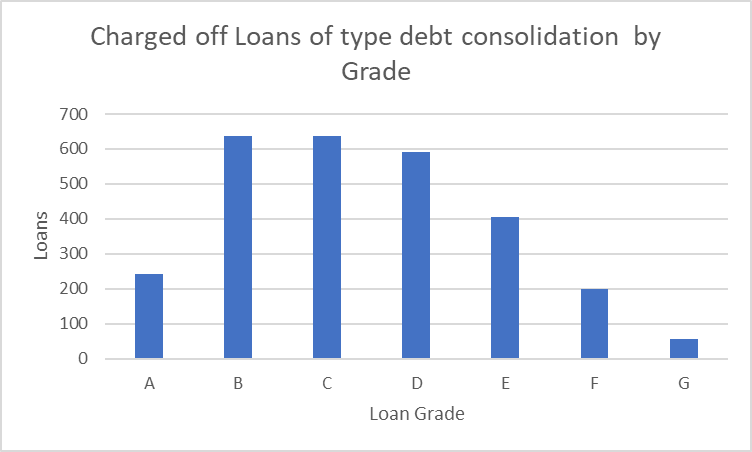 Charged off Loans of type debt consolidation  by
Grade
700
600
500
400
300
200
100
0
Loans
A B C D E F G
Loan Grade